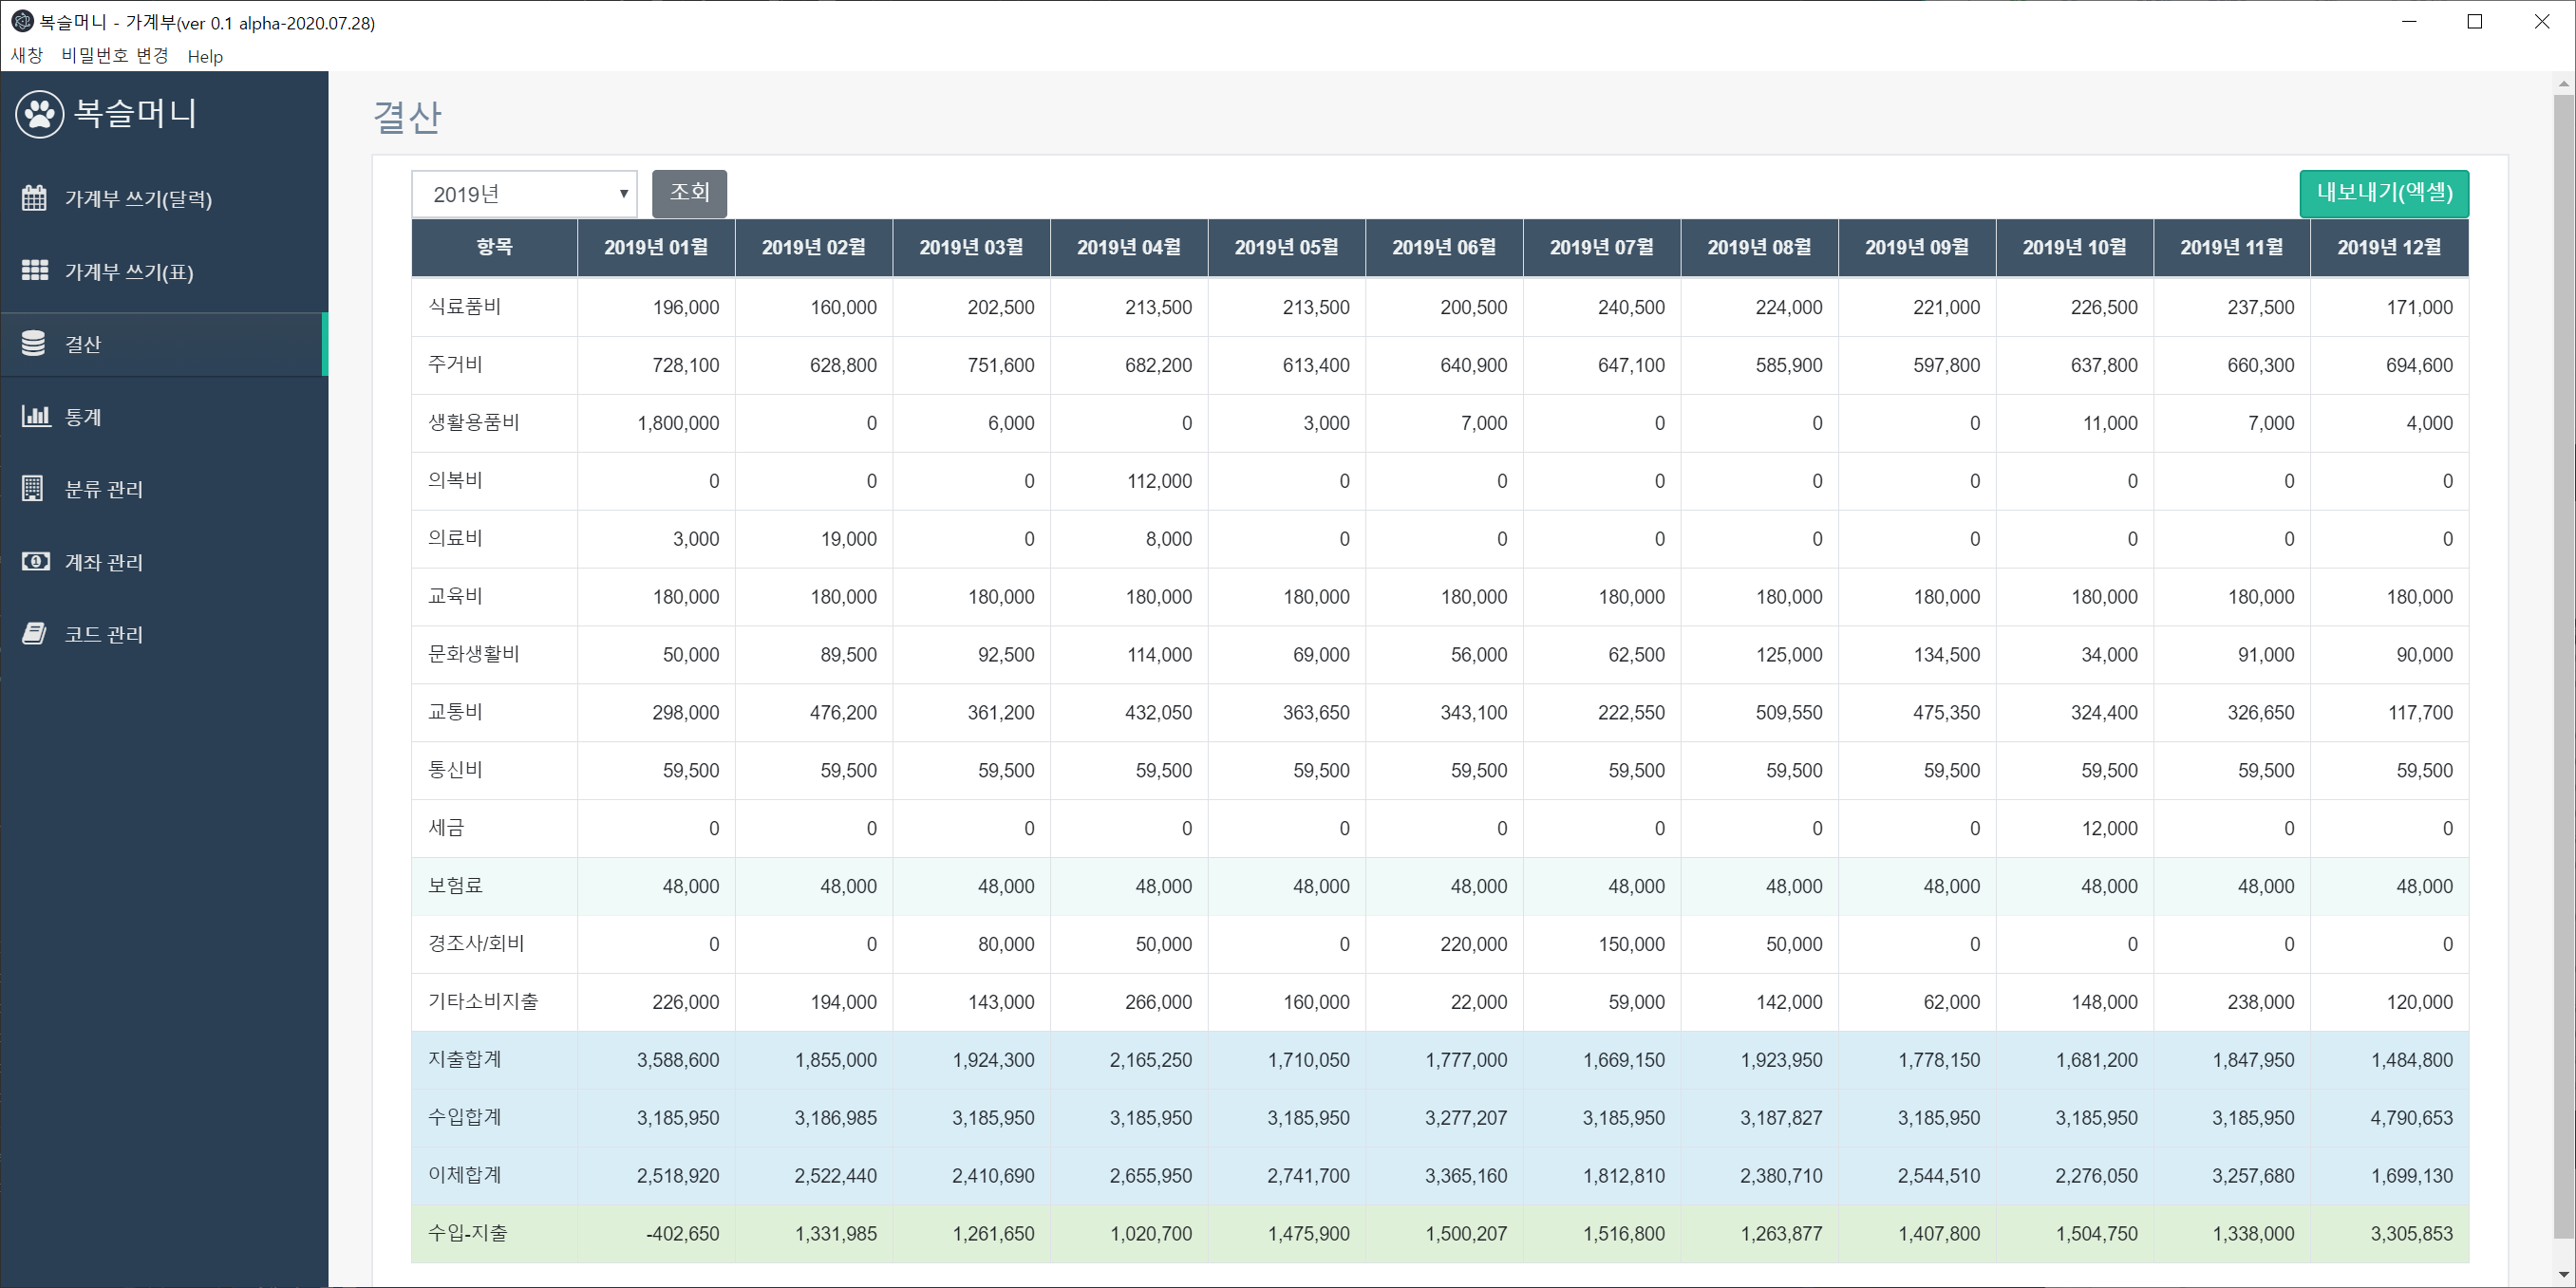 복슬머니 - 가계부(ver 0.1 alpha-2020.07.28)
새창 비밀번호 변경 Help
복슬머니
가계부 쓰기(달력)
가계부 쓰기(표)
결산
통계
분류 관리
계좌 관리
코드 관리
결산
2019년 조회 내보내기(엑셀)
항목 2019년 01월 2019년 02월 2019년 03월 2019년 04월 2019년 05월 2019년 06월 2019년 07월 2019년 08월 2019년 09월 2019년 10월 2019년 11월 2019년 12월
식료품비 196,000 160,000 202,500 213,500 213,500 200,500 240,500 224,000 221,000 226,500 237,500 171,000
주거비 728,100 628,800 751,600 682,200 613,400 640,900 647,100 585,900 597,800 637,800 660,300 694,600
생활용품비 1,800,000 0 6,000 0 3,000 7,000 0 0 0 11,000 7,000 4,000
의복비 0 0 0 112,000 0 0 0 0 0 0 0 0
의료비 3,000 19,000 0 8,000 0 0 0 0 0 0 0 0
교육비 180,000 180,000 180,000 180,000 180,000 180,000 180,000 180,000 180,000 180,000 180,000 180,000
문화생활비 50,000 89,500 92,500 114,000 69,000 56,000 62,500 125,000 134,500 34,000 91,000 90,000
교통비 298,000 476,200 361,200 432,050 363,650 343,100 222,550 509,550 475,350 324,400 326,650 117,700
통신비 59,500 59,500 59,500 59,500 59,500 59,500 59,500 59,500 59,500 59,500 59,500 59,500
세금 0 0 0 0 0 0 0 0 0 12,000 0 0
보험료 48,000 48,000 48,000 48,000 48,000 48,000 48,000 48,000 48,000 48,000 48,000 48,000
경조사/회비 0 0 80,000 50,000 0 220,000 150,000 50,000 0 0 0 0
기타소비지출 226,000 194,000 143,000 266,000 160,000 22,000 59,000 142,000 62,000 148,000 238,000 120,000
지출합계 3,588,600 1,855,000 1,924,300 2,165,250 1,710,050 1,777,000 1,669,150 1,923,950 1,778,150 1,681,200 1,847,950 1,484,800
수입합계 3,185,950 3,186,985 3,185,950 3,185,950 3,185,950 3,277,207 3,185,950 3,187,827 3,185,950 3,185,950 3,185,950 4,790,653
이체합계 2,518,920 2,522,440 2,410,690 2,655,950 2,741,700 3,365,160 1,812,810 2,380,710 2,544,510 2,276,050 3,257,680 1,699,130
수입-지출 -402,650 1,331,985 1,261,650 1,020,700 1,475,900 1,500,207 1,516,800 1,263,877 1,407,800 1,504,750 1,338,000 3,305,853